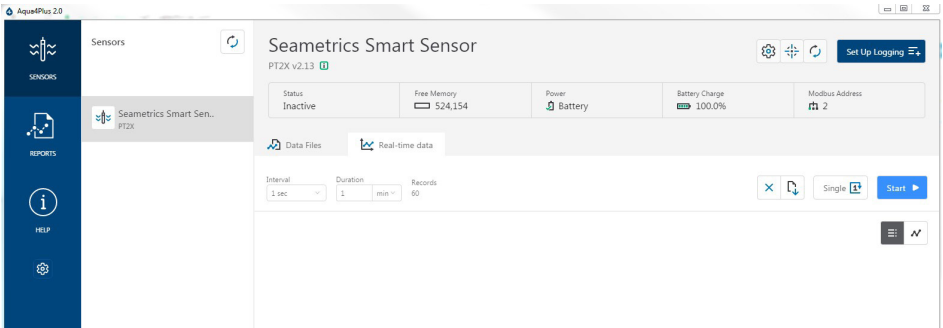 Aqua4Plus 2.0
SENSORS
REPORTS
HELP
Sensors
Seametrics Smart Sen..
PT2X
Seametrics Smart Sensor
PT2X v2.13
Set Up Logging
Status Free Memory Power Battery Charge Modbus Address
Inactive 524,154 Battery 100.0% 2
Data Files Real-time data
Interval Duration Records
1 sec 1 min 60
Single 1 Start